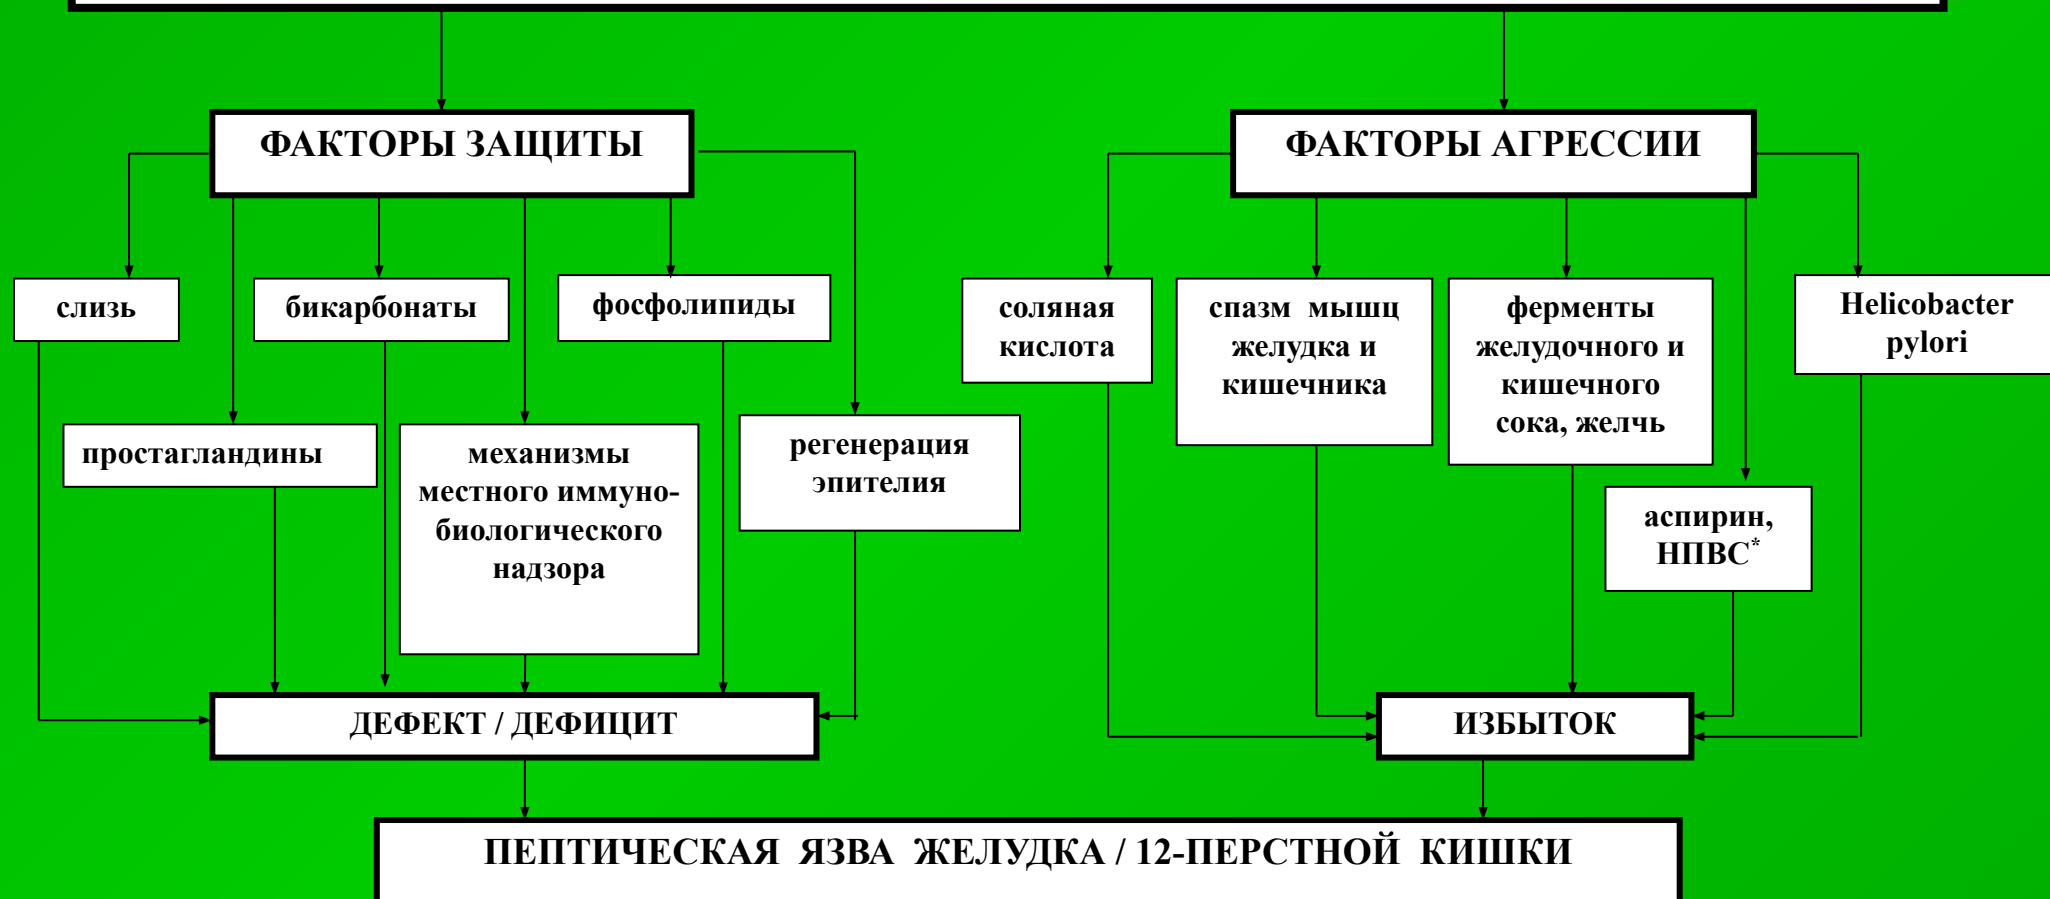 ФАКТОРЫ ЗАЩИТЫ
ФАКТОРЫ АГРЕССИИ
слизь
бикарбонаты
фосфолипиды
простагландины
механизмы
местного иммуно-
биологического
надзора
регенерация
эпителия
соляная
кислота
спазм мышц
желудка и
кишечника
ферменты
желудочного и
кишечного
сока, желчь
аспирин,
НПВС*
Helicobacter
pylori
ДЕФЕКТ / ДЕФИЦИТ
ИЗБЫТОК
ПЕПТИЧЕСКАЯ ЯЗВА ЖЕЛУДКА / 12-ПЕРСТНОЙ КИШКИ